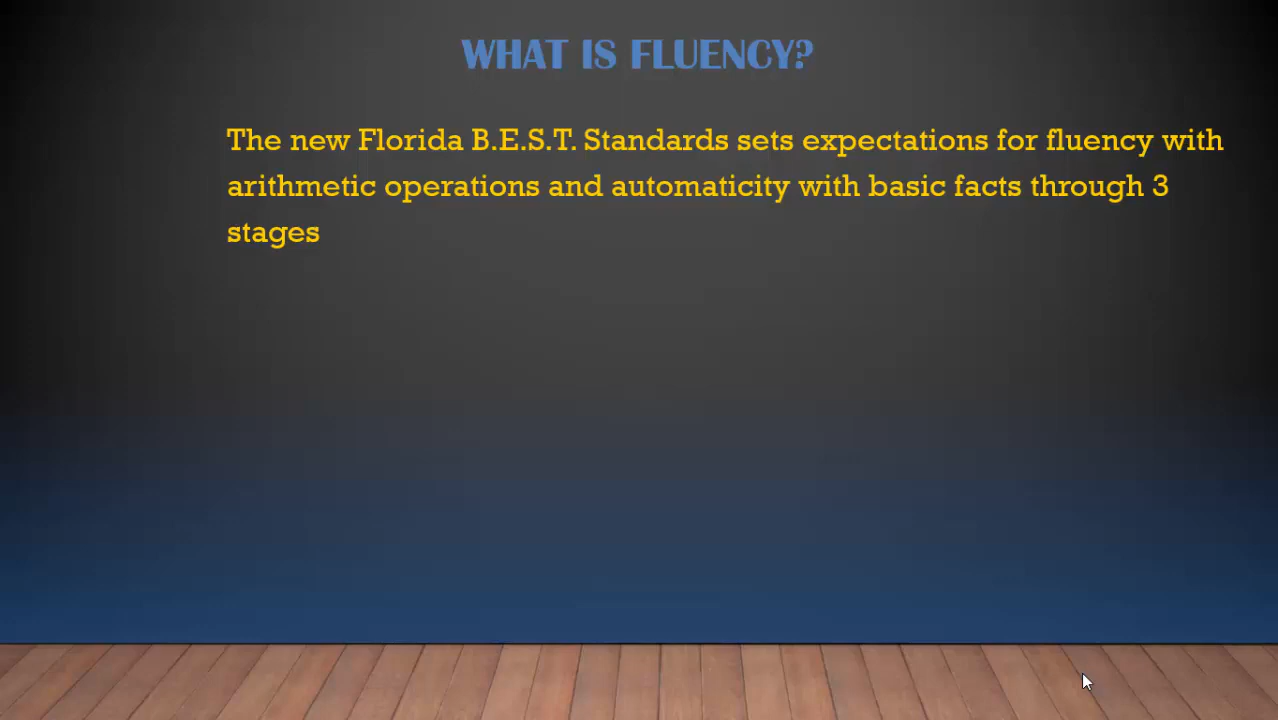 WHAT IS FLUENCY?
The new Florida B.E.S.T. Standards sets expectations for fluency with
arithmetic operations and automaticity with basic facts through 3
stages